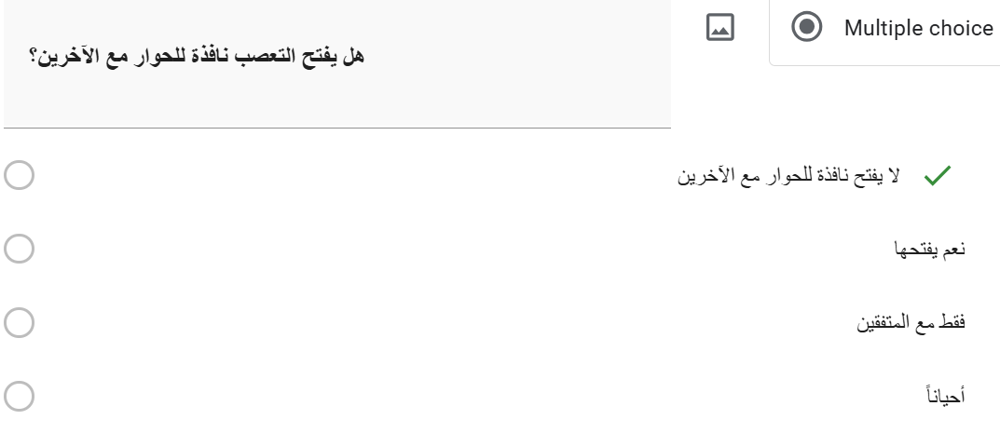 هل يفتح التعصب نافذة للحوار مع الآخرين؟
Multiple choice
لا يفتح نافذة للحوار مع الآخرين
نعم يفتحها
فقط مع المتفقين
أحياناً